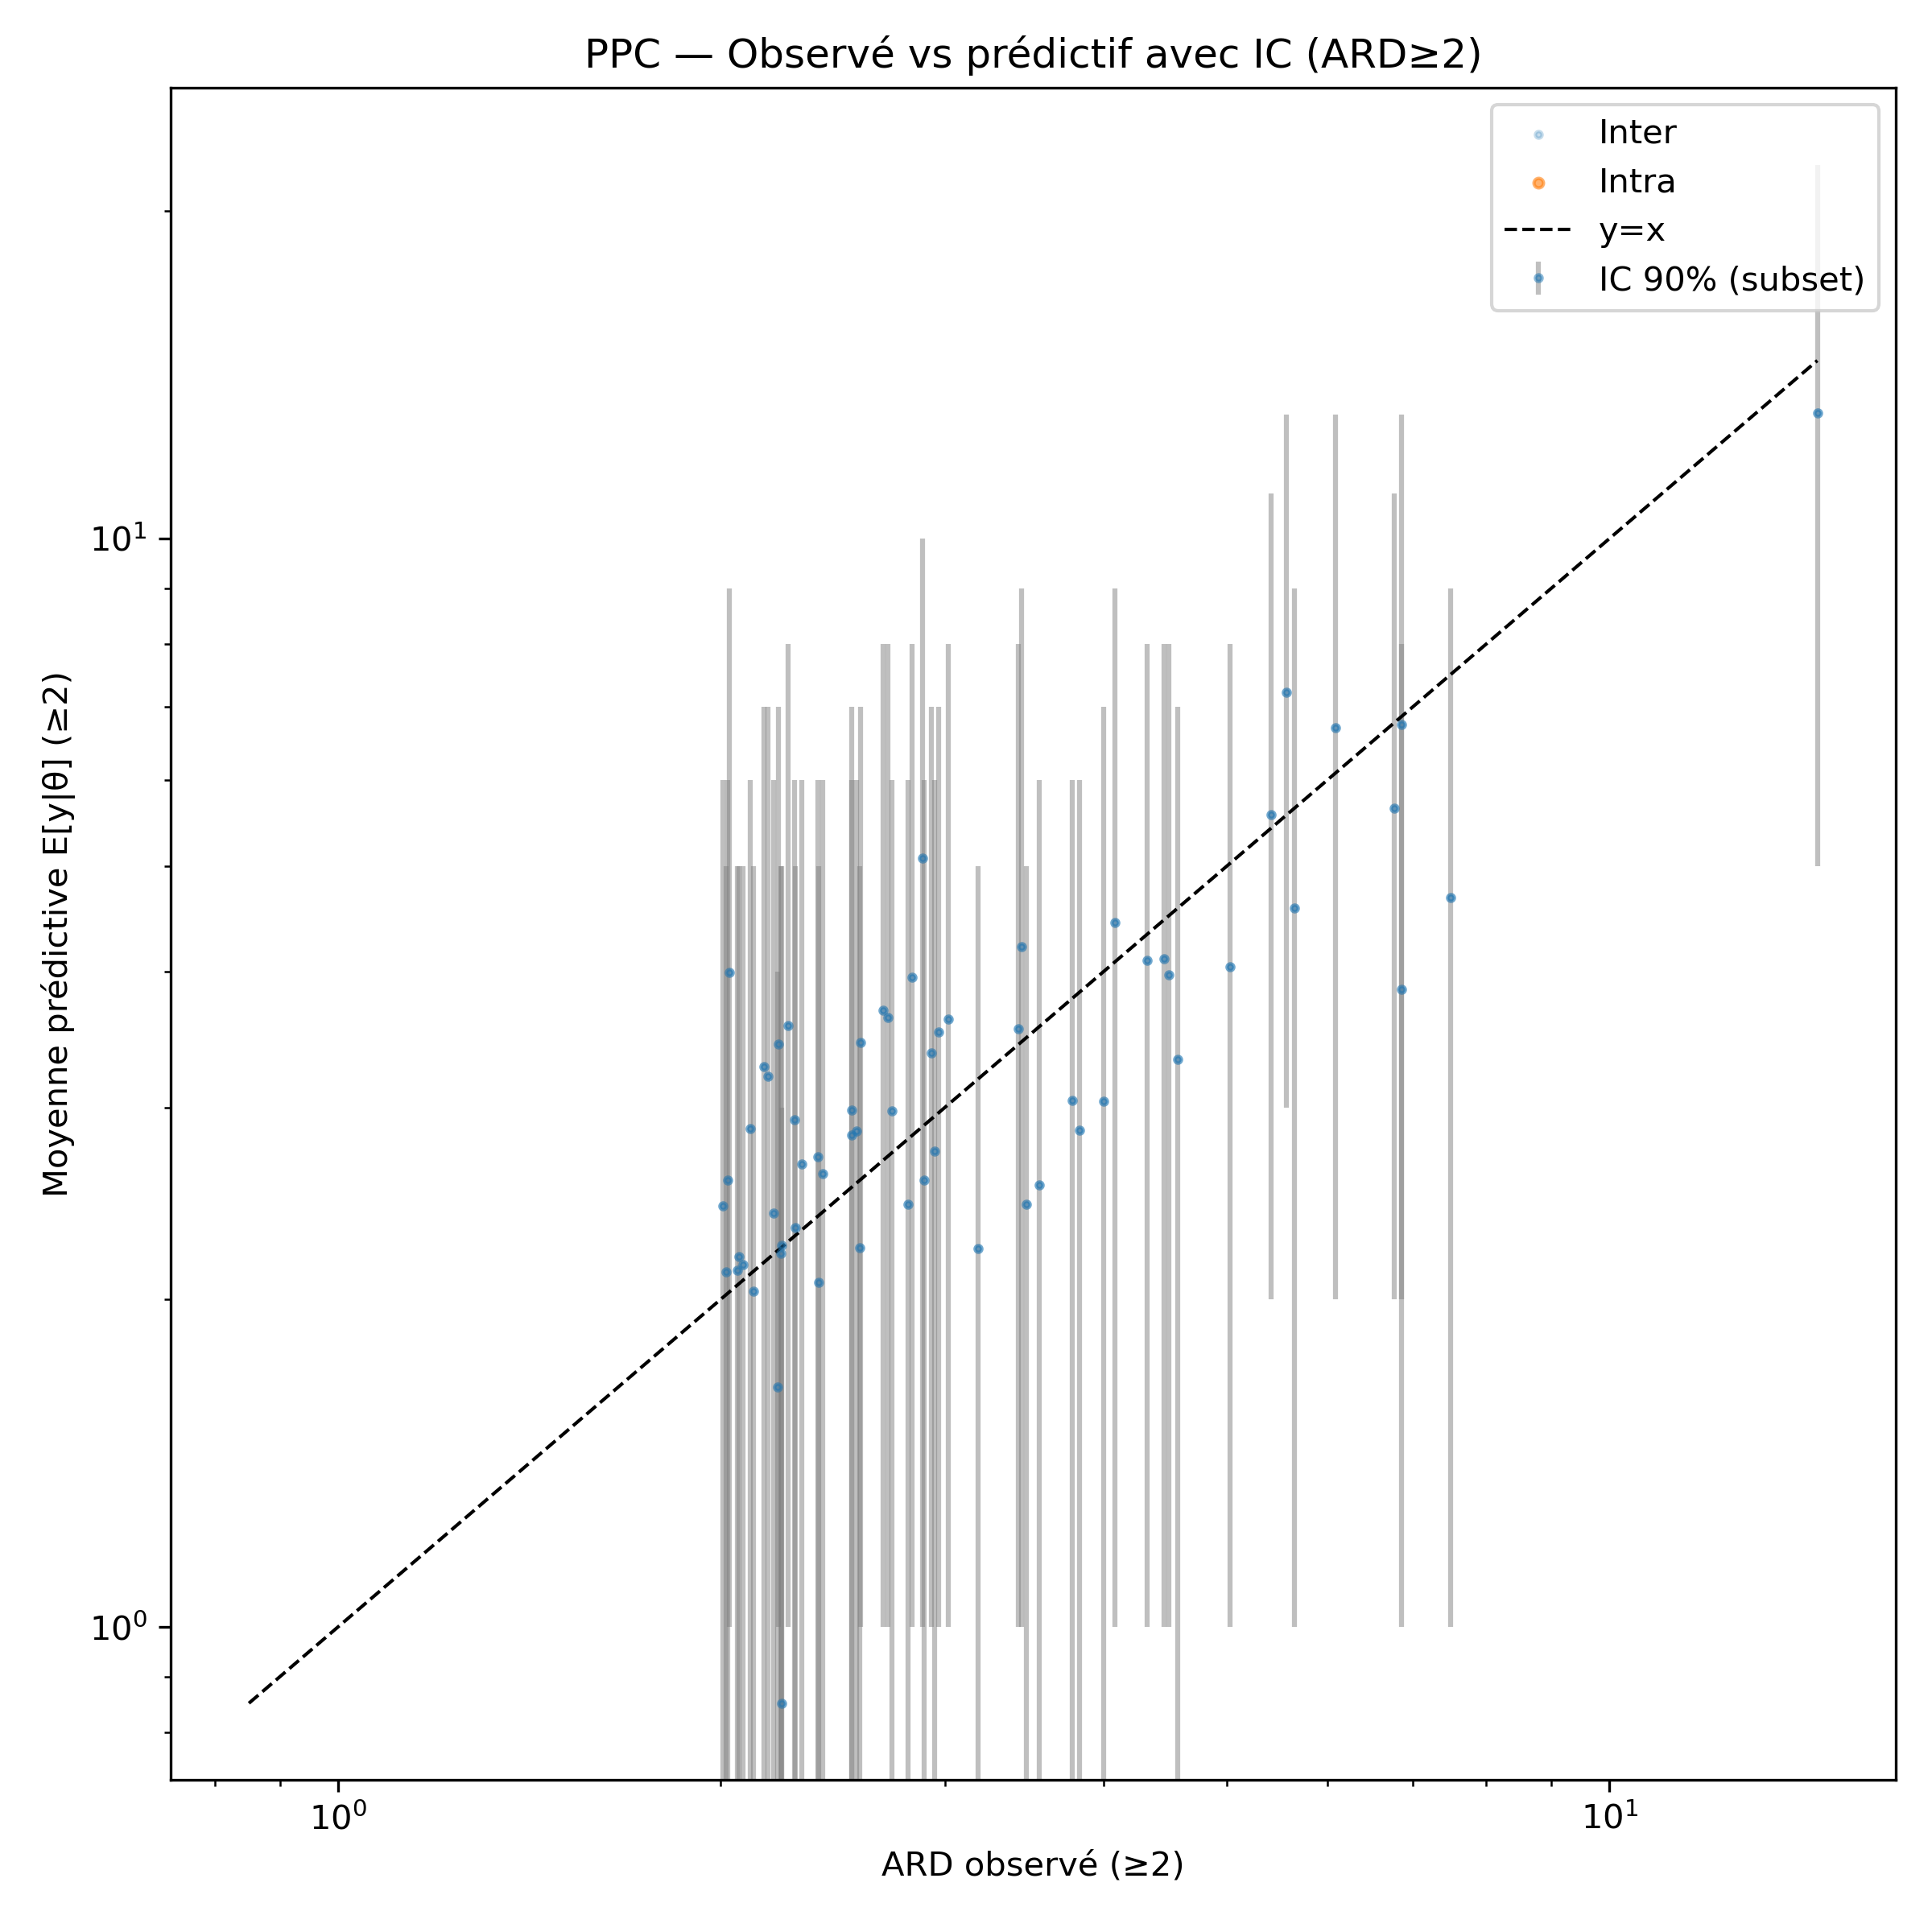 PPC — Observé vs prédictif avec IC (ARD≥2)
Inter
Intra
y=x
IC 90% (subset)
Moyenne prédictive E[y|θ] (≥2)
10¹
10⁰
10⁰
10¹
ARD observé (≥2)